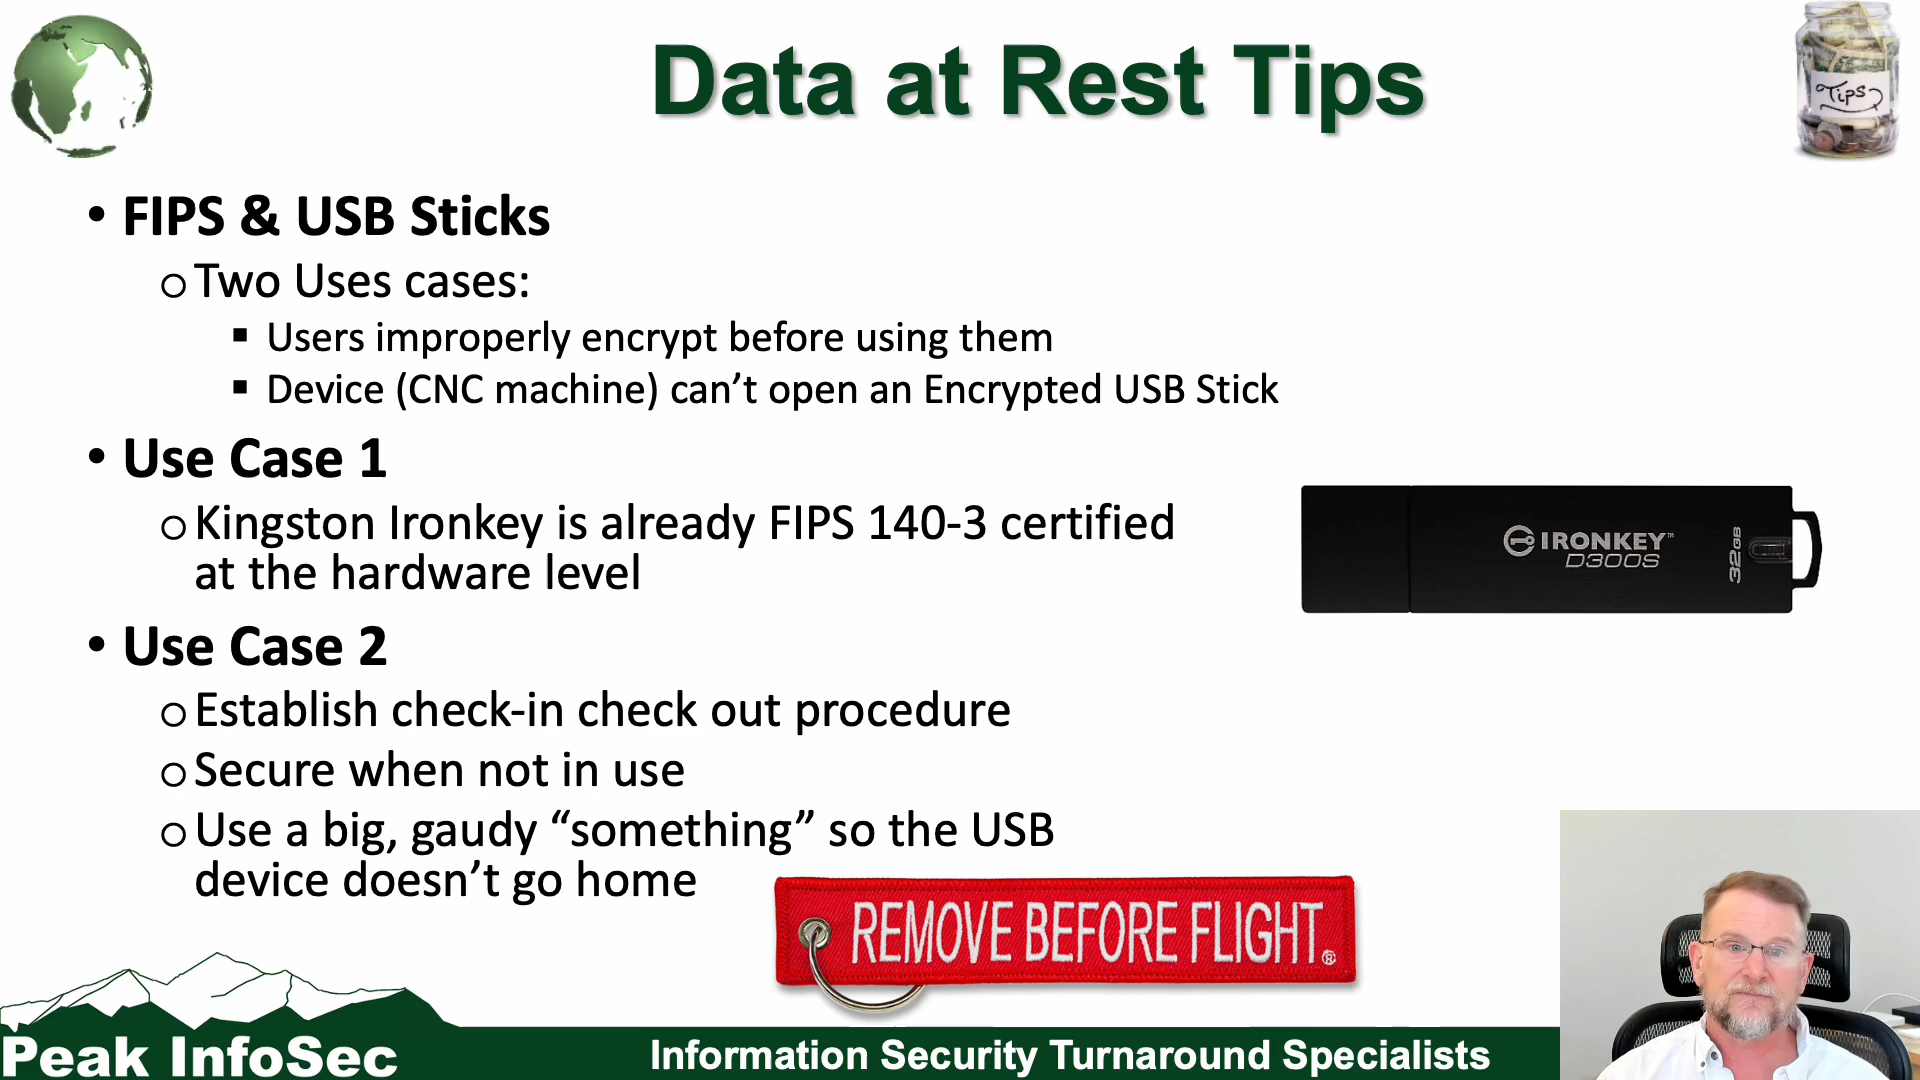 Data at Rest Tips
Tips
• FIPS & USB Sticks
o Two Uses cases:
▪ Users improperly encrypt before using them
▪ Device (CNC machine) can’t open an Encrypted USB Stick
• Use Case 1
o Kingston Ironkey is already FIPS 140-3 certified
at the hardware level
IRONKEY™
D300S
32GB
• Use Case 2
o Establish check-in check out procedure
o Secure when not in use
o Use a big, gaudy “something” so the USB
device doesn’t go home
REMOVE BEFORE FLIGHT®
Peak InfoSec
Information Security Turnaround Specialists